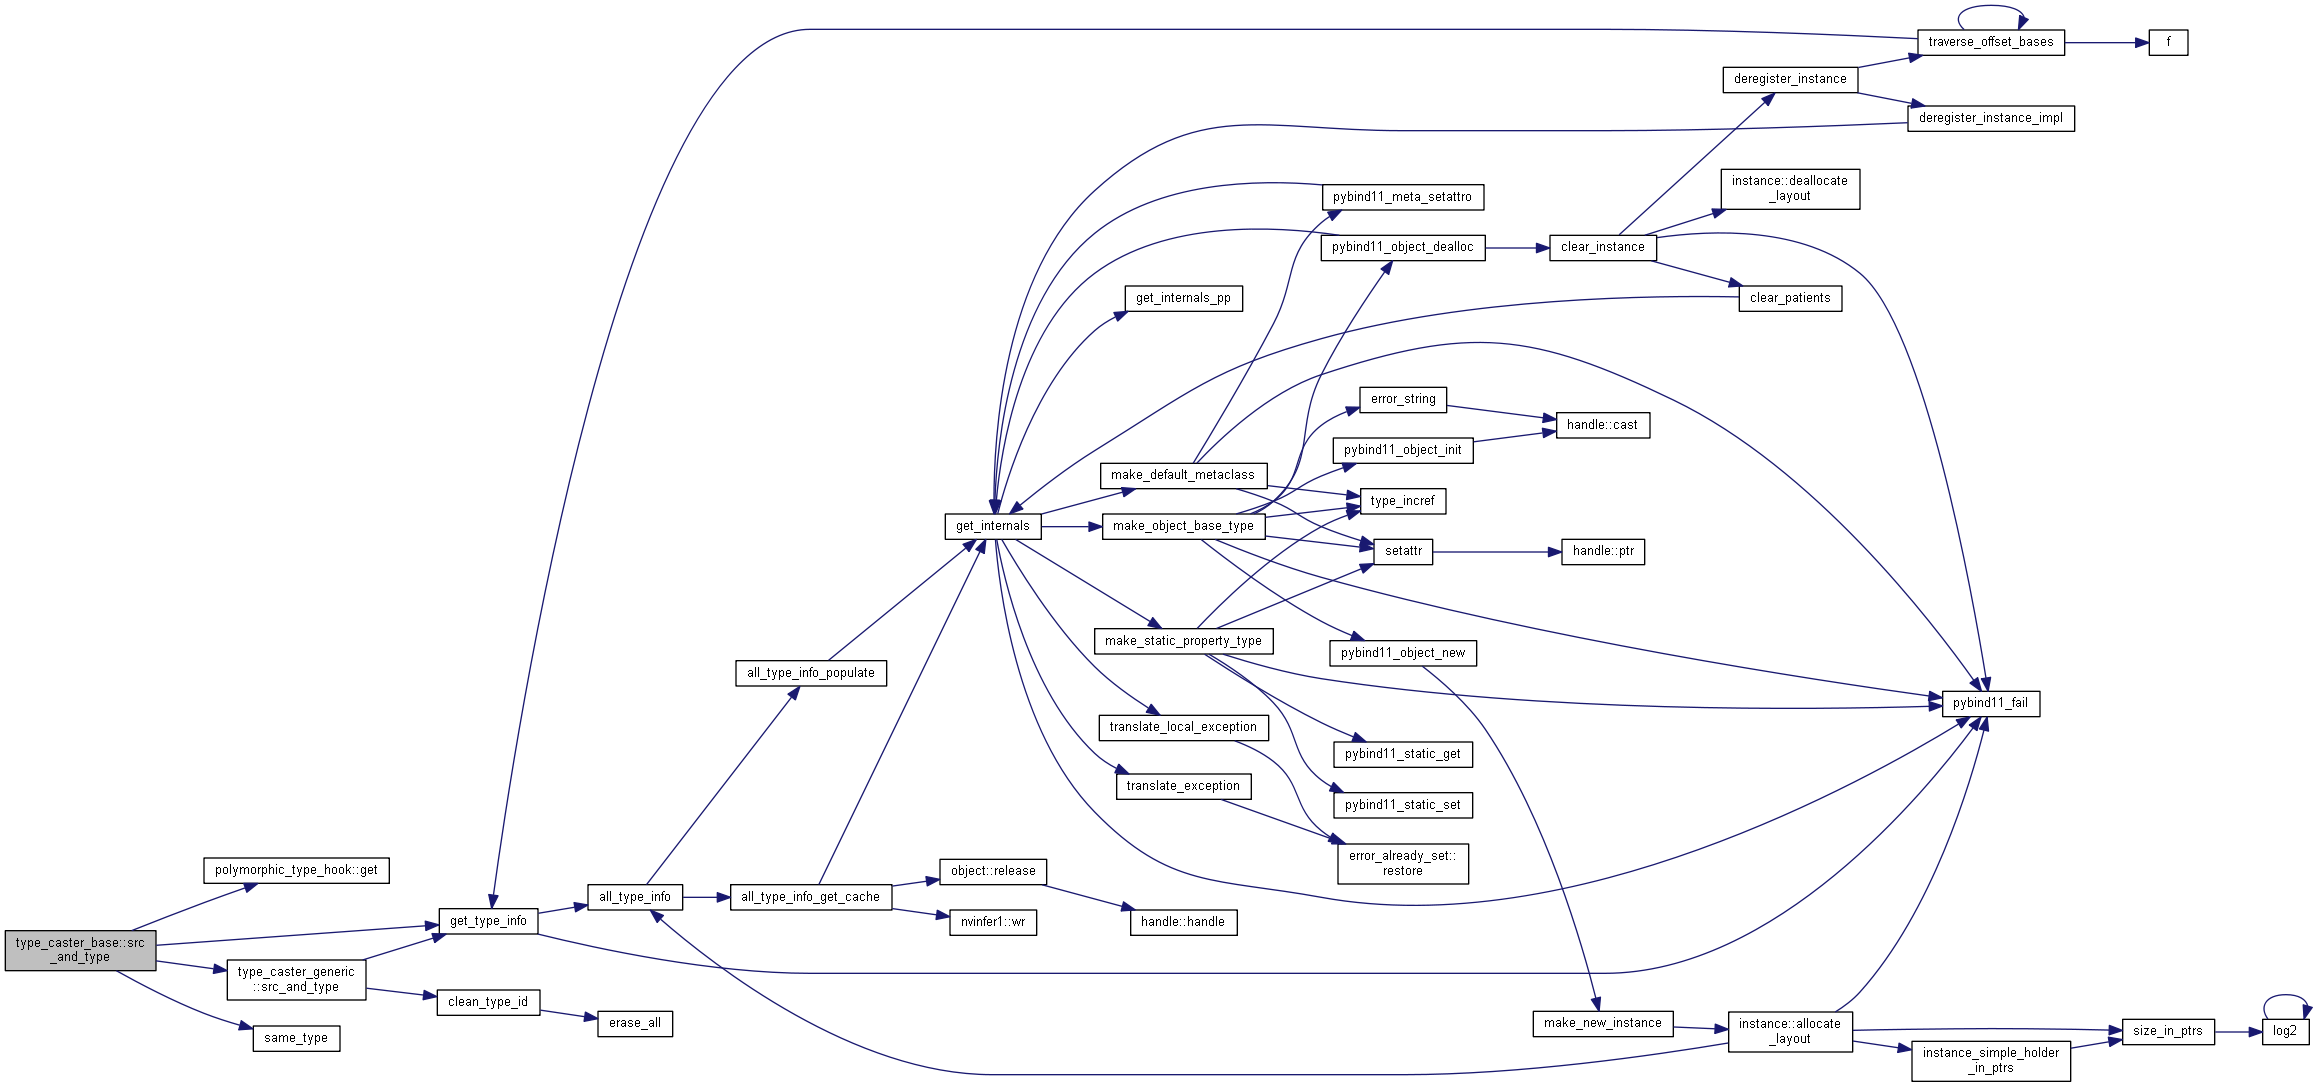 traverse_offset_bases
f
deregister_instance
deregister_instance_impl
instance::deallocate
_layout
pybind11_meta_setattro
pybind11_object_dealloc
clear_instance
get_internals_pp
clear_patients
error_string
handle::cast
pybind11_object_init
make_default_metaclass
type_incref
get_internals
make_object_base_type
setattr
handle::ptr
make_static_property_type
pybind11_object_new
all_type_info_populate
pybind11_fail
translate_local_exception
pybind11_static_get
translate_exception
pybind11_static_set
error_already_set::
restore
polymorphic_type_hook::get
object::release
all_type_info
all_type_info_get_cache
get_type_info
nvinfer1::wr
handle::handle
type_caster_base::src
_and_type
type_caster_generic
::src_and_type
clean_type_id
erase_all
same_type
make_new_instance
instance::allocate
_layout
size_in_ptrs
log2
instance_simple_holder
_in_ptrs